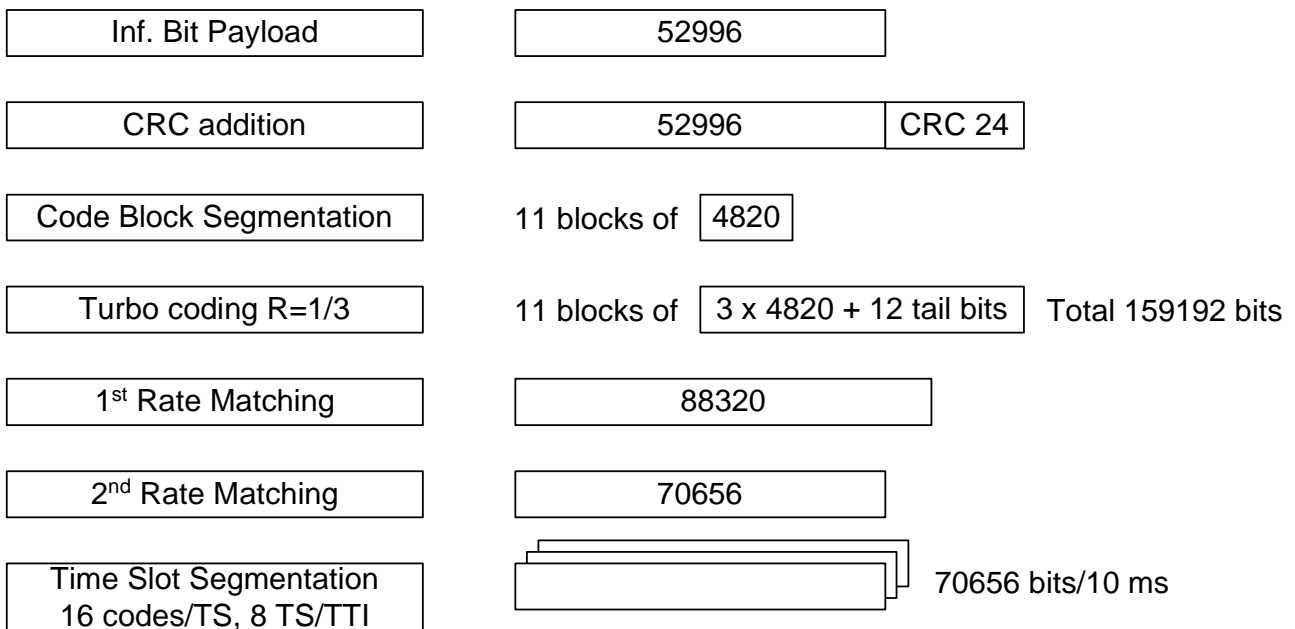 Inf. Bit Payload 52996
CRC addition 52996 CRC 24
Code Block Segmentation 11 blocks of 4820
Turbo coding R=1/3 11 blocks of 3 x 4820 + 12 tail bits Total 159192 bits
1st Rate Matching 88320
2nd Rate Matching 70656
Time Slot Segmentation
16 codes/TS, 8 TS/TTI
70656 bits/10 ms